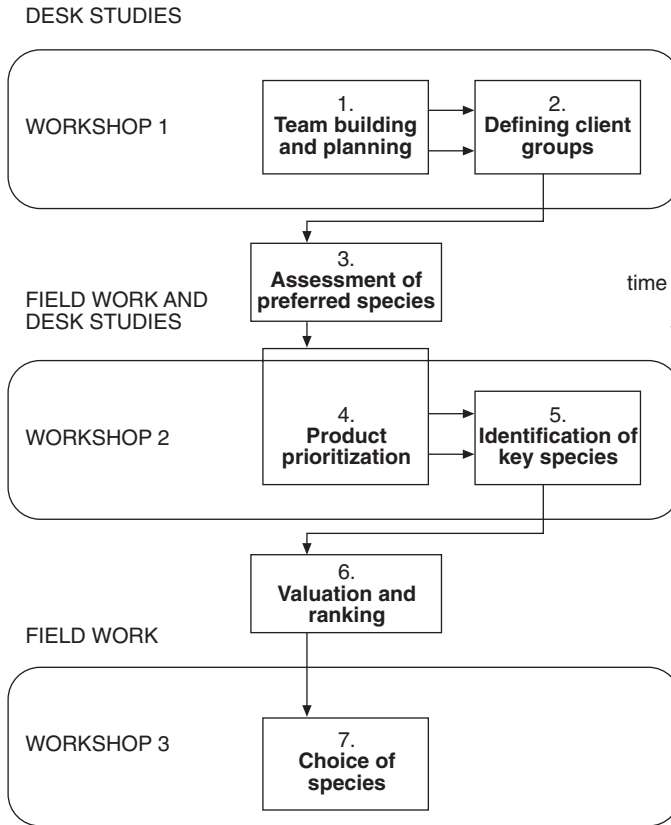 DESK STUDIES
WORKSHOP 1
1.
Team building
and planning
2.
Defining client
groups
3.
Assessment of
preferred species
time
FIELD WORK AND
DESK STUDIES
WORKSHOP 2
4.
Product
prioritization
5.
Identification of
key species
6.
Valuation and
ranking
FIELD WORK
WORKSHOP 3
7.
Choice of
species